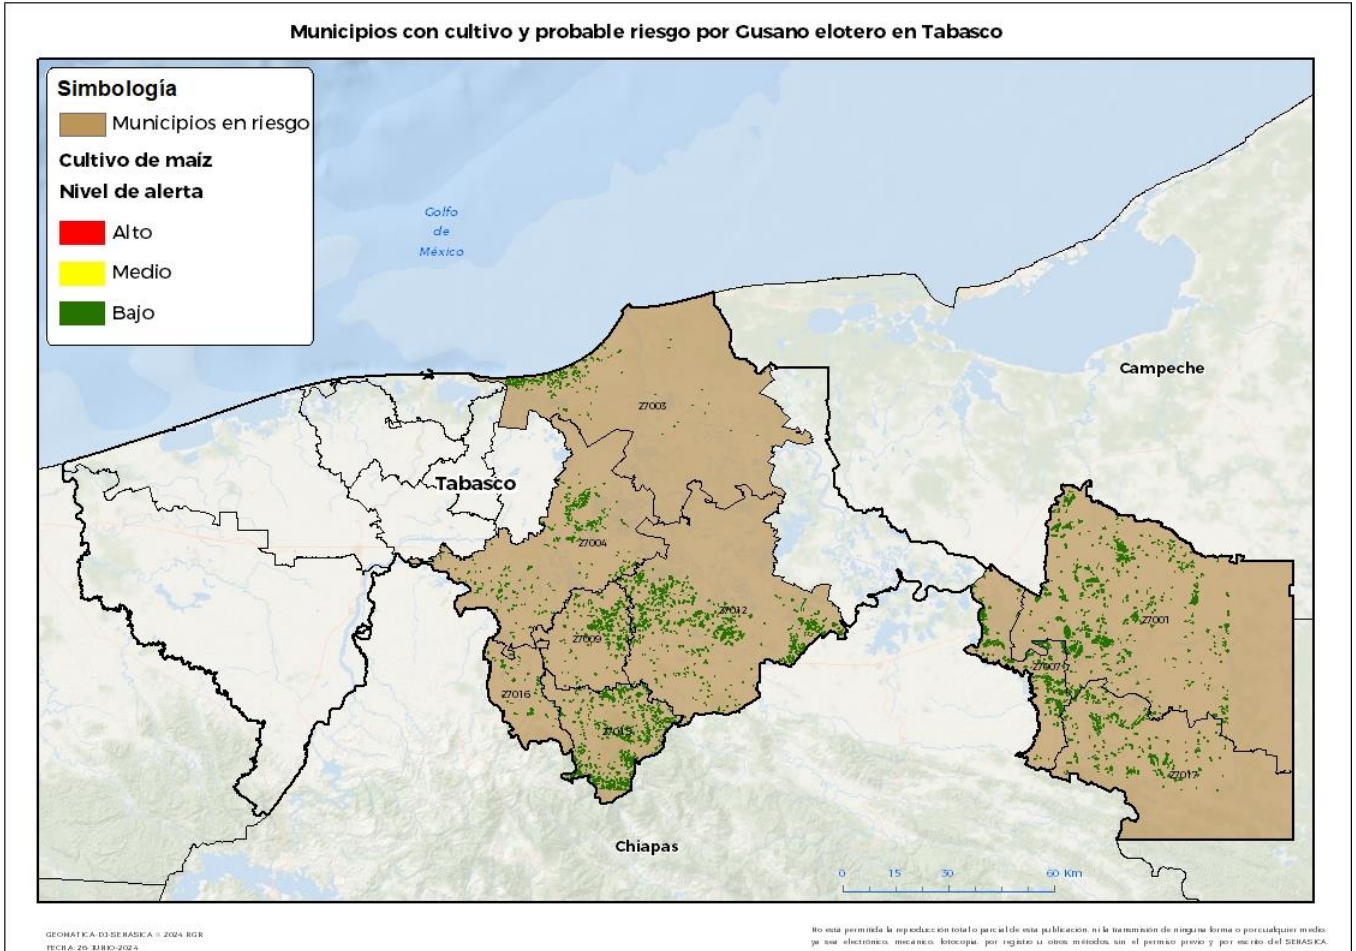 Municipios con cultivo y probable riesgo por Gusano elotero en Tabasco
Simbología
Municipios en riesgo
Cultivo de maíz
Nivel de alerta
Alto
Medio
Bajo
Golfo
de
México
Campeche
27003
Tabasco
27004
27012
27001
27009
27007
27016
27015
27017
Chiapas
0 15 30 60 Km
GEOMATICA-DJ-SENASICA © 2024 RGR
FECHA: 26-JUNIO-2024
No esta permitida la reproducción total o parcial de esta publicación, ni la transmisión de ninguna forma o por cualquier medio,
ya sea electrónico, mecanico, fotocopia, por registro u otros métodos, sin el permiso previo y por escrito del SENASICA.